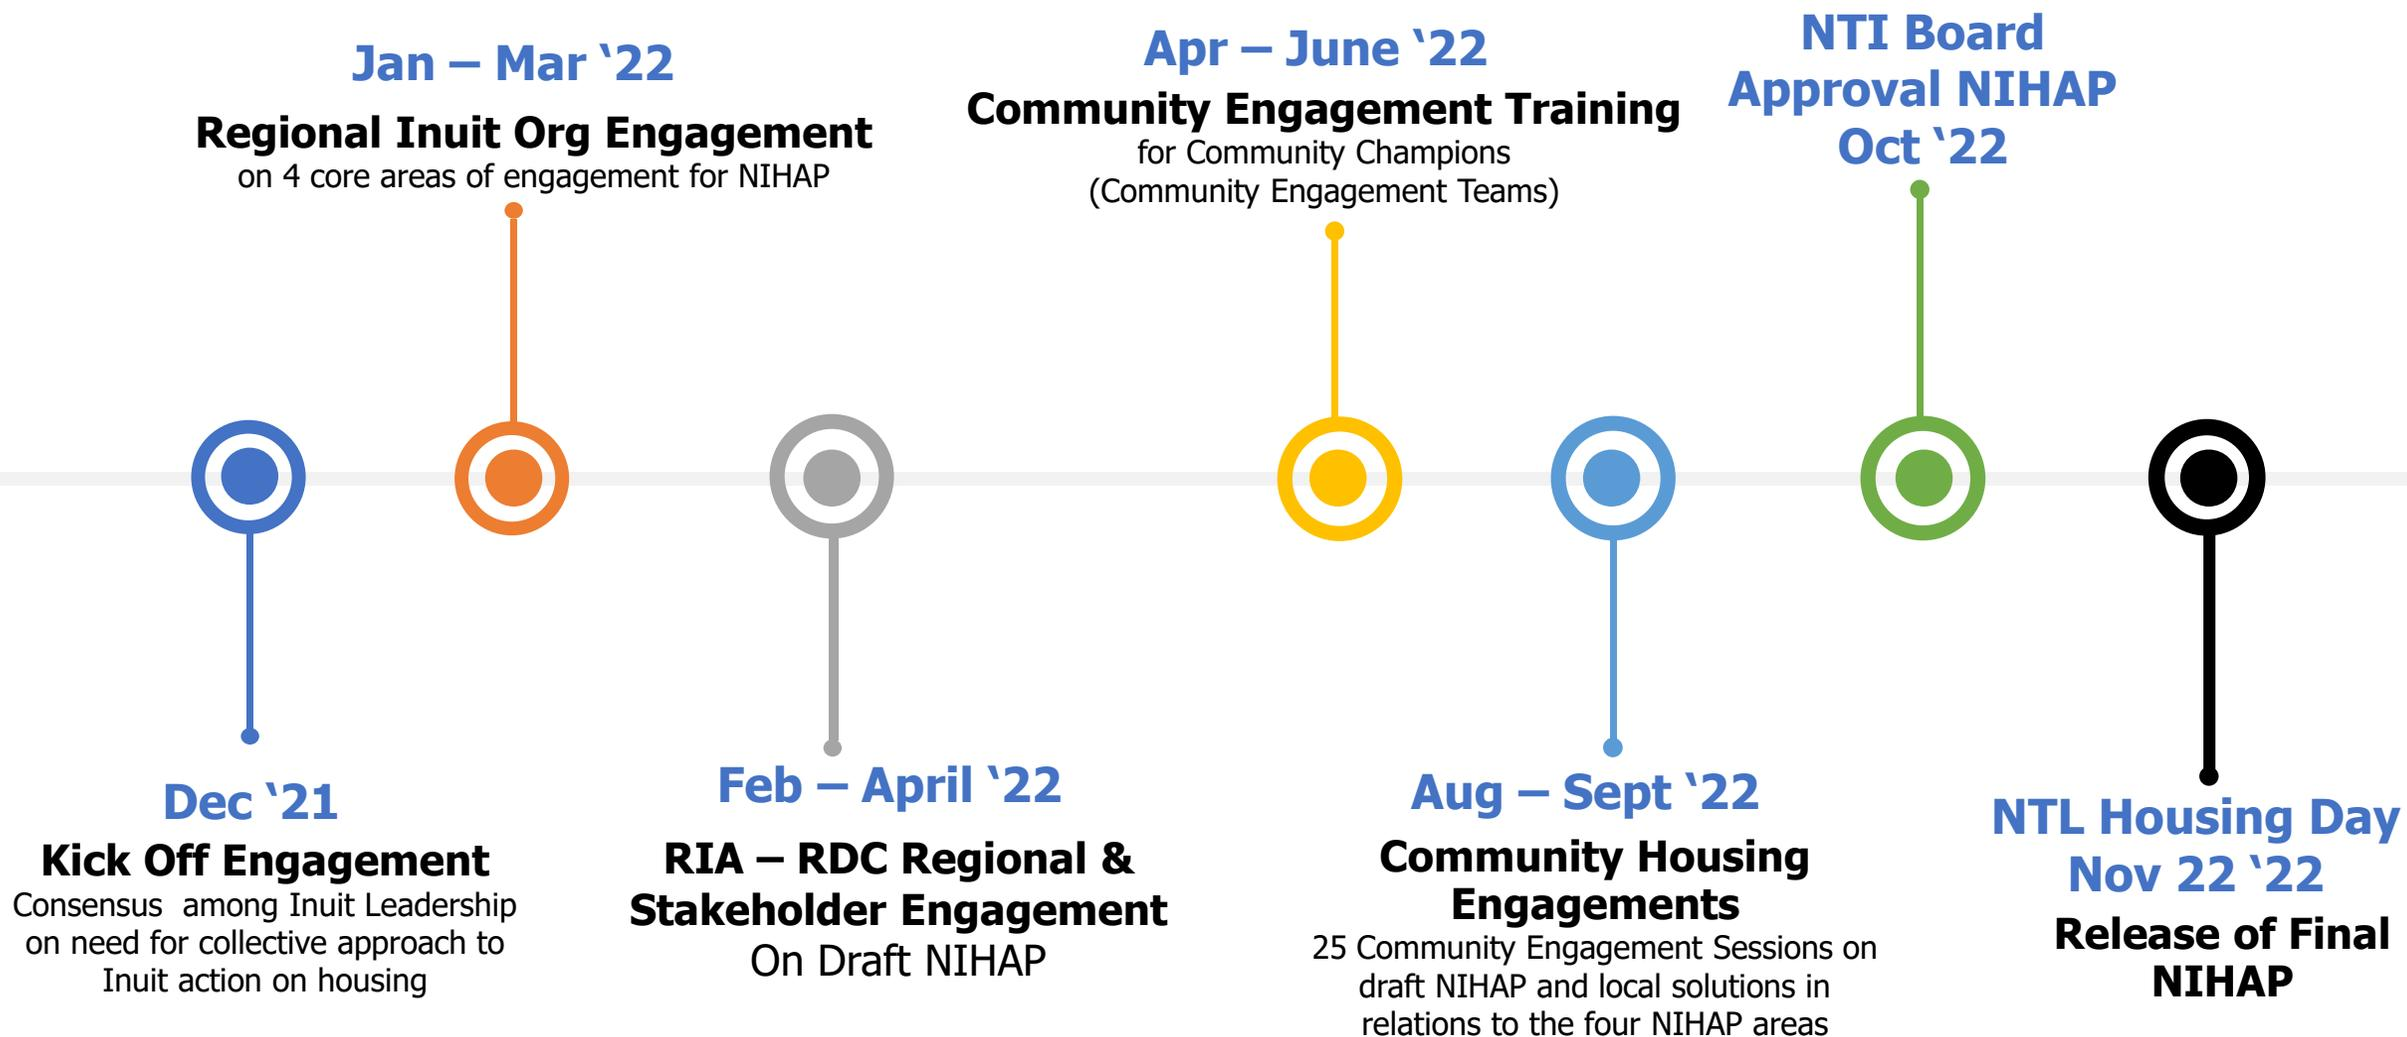 Jan – Mar ‘22
Regional Inuit Org Engagement
on 4 core areas of engagement for NIHAP
Apr – June ‘22
Community Engagement Training
for Community Champions
(Community Engagement Teams)
NTI Board
Approval NIHAP
Oct ‘22
Dec ‘21
Kick Off Engagement
Consensus  among Inuit Leadership
on need for collective approach to
Inuit action on housing
Feb – April ‘22
RIA – RDC Regional &
Stakeholder Engagement
On Draft NIHAP
Aug – Sept ‘22
Community Housing
Engagements
25 Community Engagement Sessions on
draft NIHAP and local solutions in
relations to the four NIHAP areas
NTL Housing Day
Nov 22 ‘22
Release of Final
NIHAP